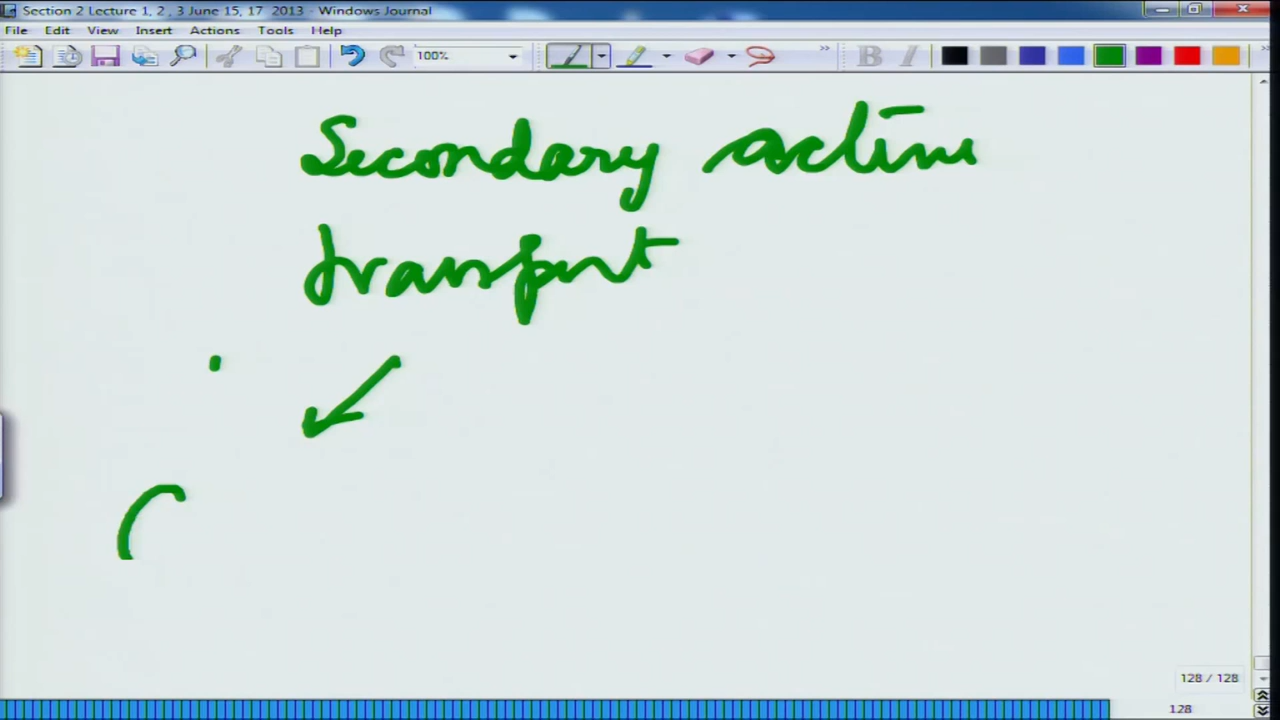 Section 2 Lecture 1, 2 , 3 June 15, 17 2013 - Windows Journal
File Edit View Insert Actions Tools Help
100%
B I
Secondary active
transport
128 / 128
128